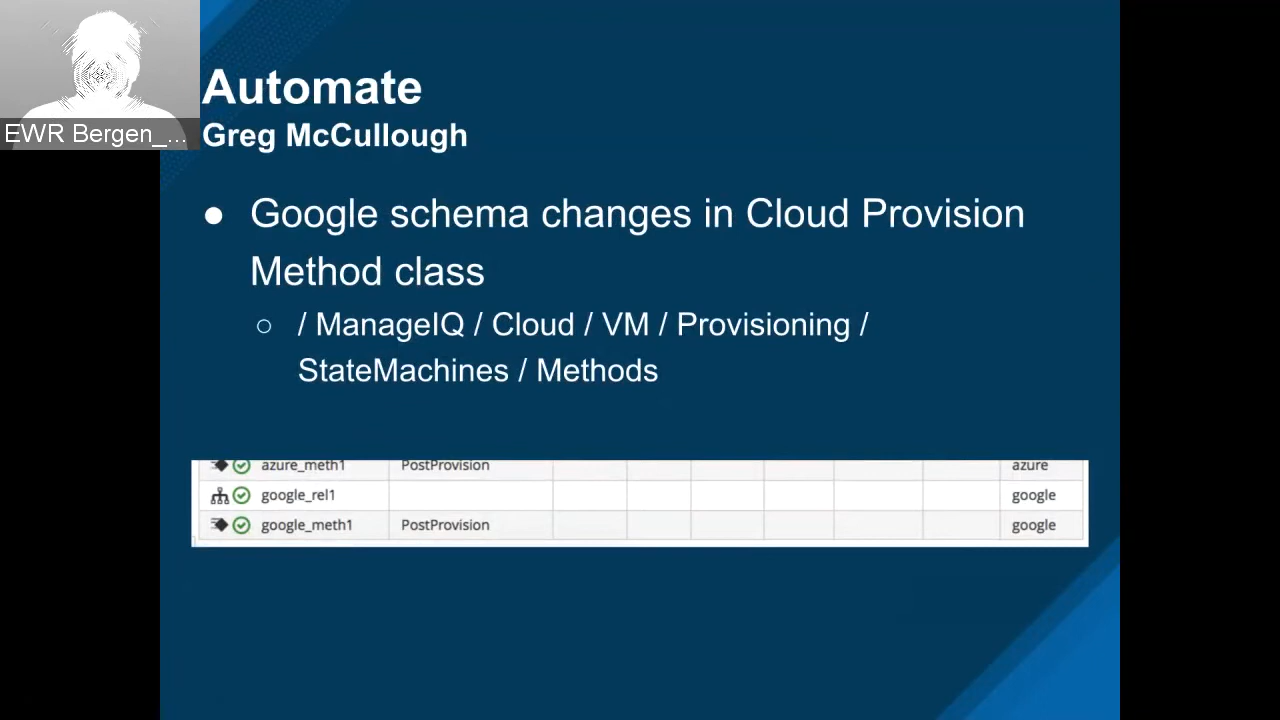 Automate
EWR Bergen_...
Greg McCullough
● Google schema changes in Cloud Provision
Method class
○ / ManageIQ / Cloud / VM / Provisioning /
StateMachines / Methods
azure_meth1 PostProvision azure
google_rel1 google
google_meth1 PostProvision google